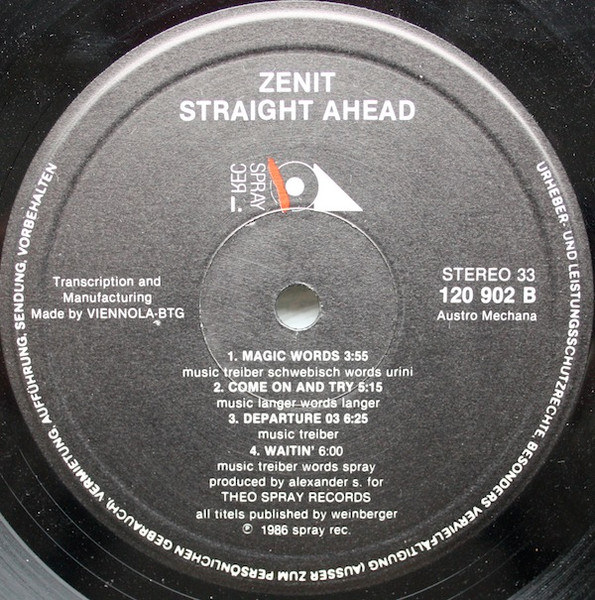 ZENIT
STRAIGHT AHEAD
SPRAY
REC
Transcription and
Manufacturing
Made by VIENNOLA-BTG
STEREO 33
120 902 B
Austro Mechana
1. MAGIC WORDS 3:55
music treiber schwebisch words urini
2. COME ON AND TRY 5:15
music langer words langer
3. DEPARTURE 03 6:25
music treiber
4. WAITIN' 6:00
music treiber words spray
produced by alexander s. for
THEO SPRAY RECORDS
all titels published by weinberger
℗ 1986 spray rec.
URHEBER- UND LEISTUNGSSCHUTZRECHTE, BESONDERS VERVIELFÄLTIGUNG (AUSSER ZUM PERSÖNLICHEN GEBRAUCH), VERMIETUNG, AUFFÜHRUNG, SENDUNG, VORBEHALTEN